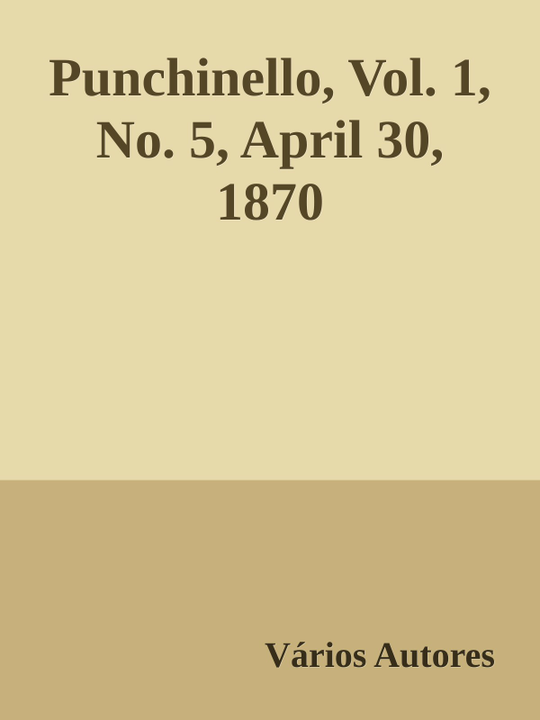 Punchinello, Vol. 1,
No. 5, April 30,
1870
Vários Autores